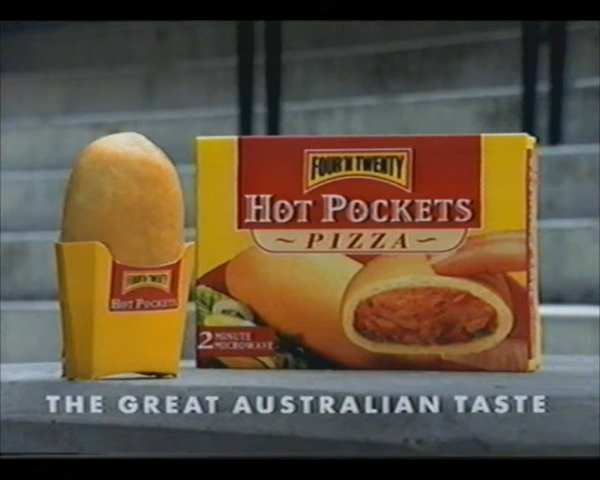 FOUR'N TWENTY
HOT POCKETS
~ PIZZA ~
FOUR'N TWENTY
HOT POCKETS
2 MINUTE
MICROWAVE
THE GREAT AUSTRALIAN TASTE